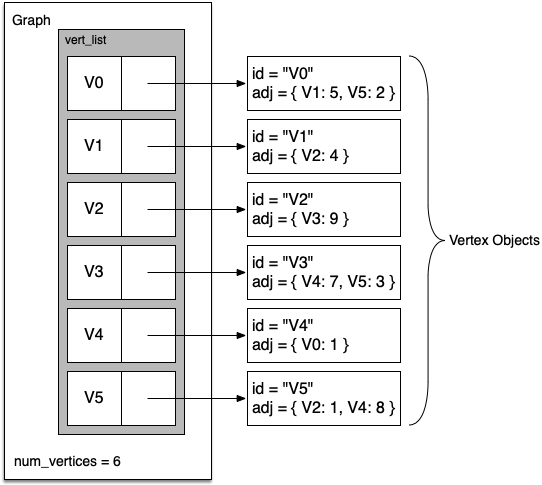 Graph
vert_list
V0
id = "V0"
adj = { V1: 5, V5: 2 }
V1
id = "V1"
adj = { V2: 4 }
V2
id = "V2"
adj = { V3: 9 }
Vertex Objects
V3
id = "V3"
adj = { V4: 7, V5: 3 }
V4
id = "V4"
adj = { V0: 1 }
V5
id = "V5"
adj = { V2: 1, V4: 8 }
num_vertices = 6